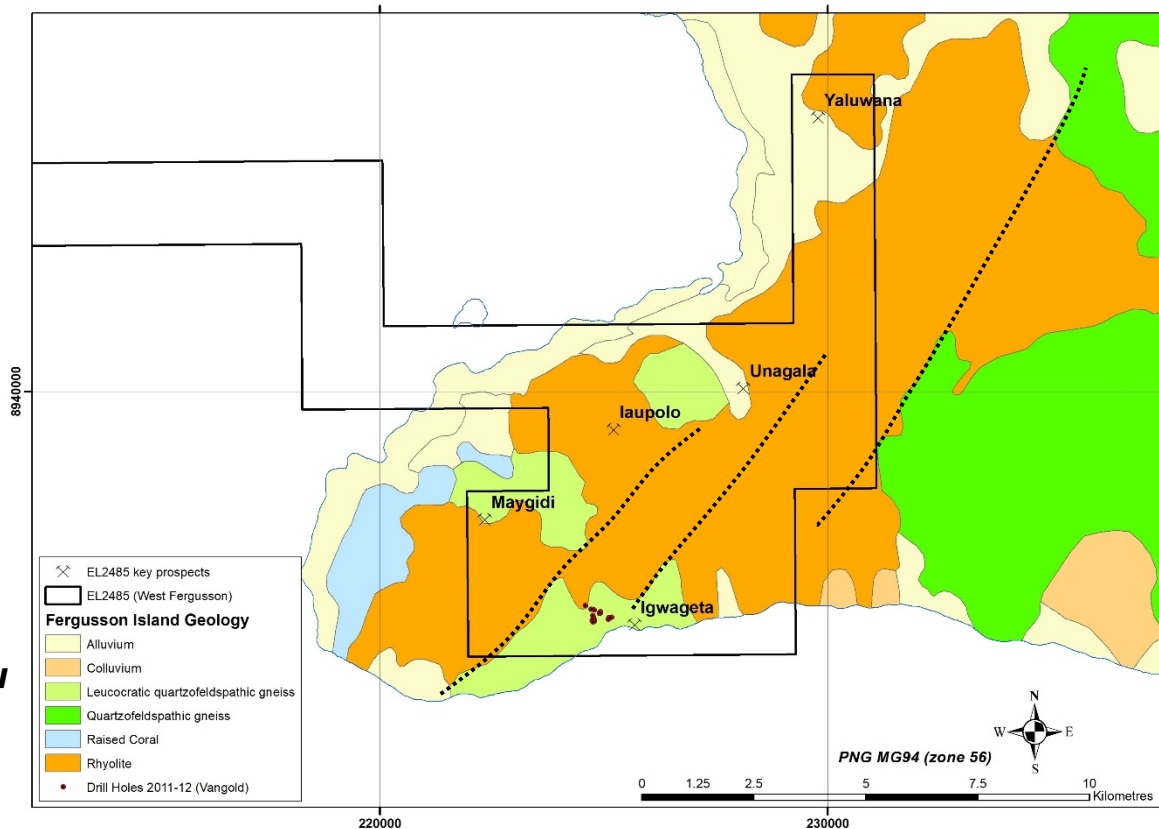 Yaluwana
8940000
Unagala
Iaupolo
Maygidi
Igwageta
EL2485 key prospects
EL2485 (West Fergusson)
Fergusson Island Geology
Alluvium
Colluvium
Leucocratic quartzofeldspathic gneiss
Quartzofeldspathic gneiss
Raised Coral
Rhyolite
Drill Holes 2011-12 (Vangold)
N
W
E
S
PNG MG94 (zone 56)
0 1.25 2.5 5 7.5 10
Kilometres
220000 230000